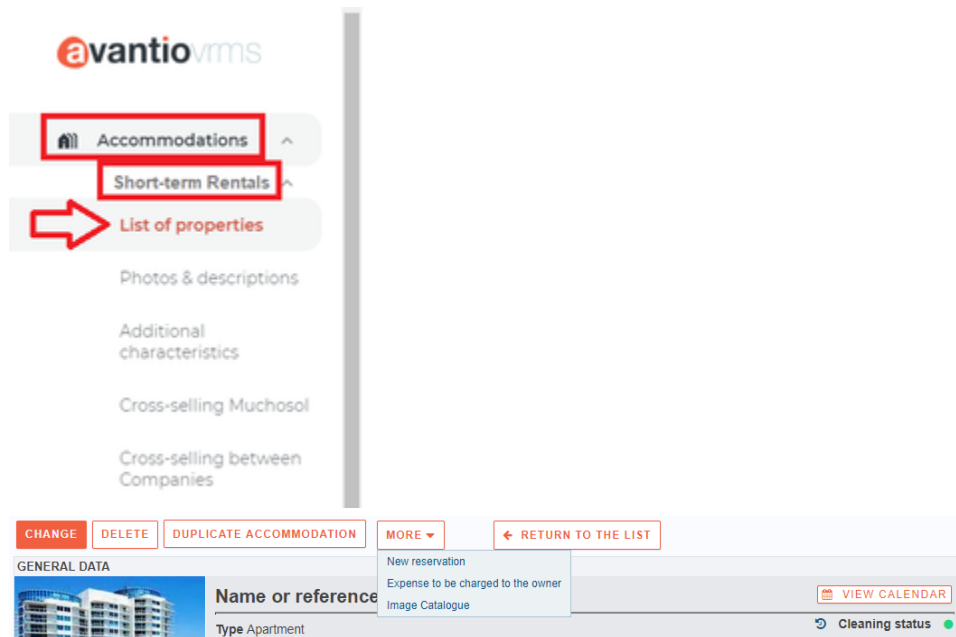 avantiovrms
Accommodations
Short-term Rentals
List of properties
Photos & descriptions
Additional
characteristics
Cross-selling Muchosol
Cross-selling between
Companies
CHANGE DELETE DUPLICATE ACCOMMODATION MORE RETURN TO THE LIST
GENERAL DATA
New reservation
Expense to be charged to the owner
Image Catalogue
Name or reference
VIEW CALENDAR
Type Apartment
Cleaning status